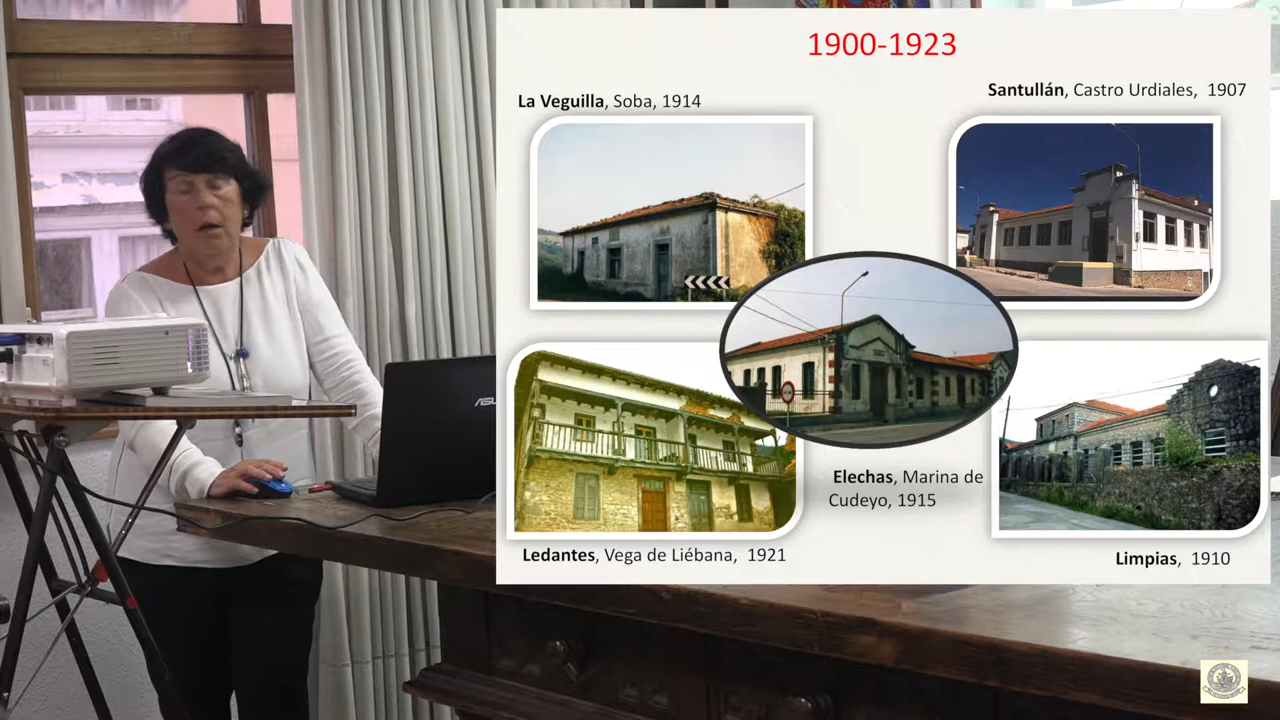 1900-1923
La Veguilla, Soba, 1914
Santullán, Castro Urdiales, 1907
Elechas, Marina de
Cudeyo, 1915
Ledantes, Vega de Liébana, 1921
Limpias, 1910